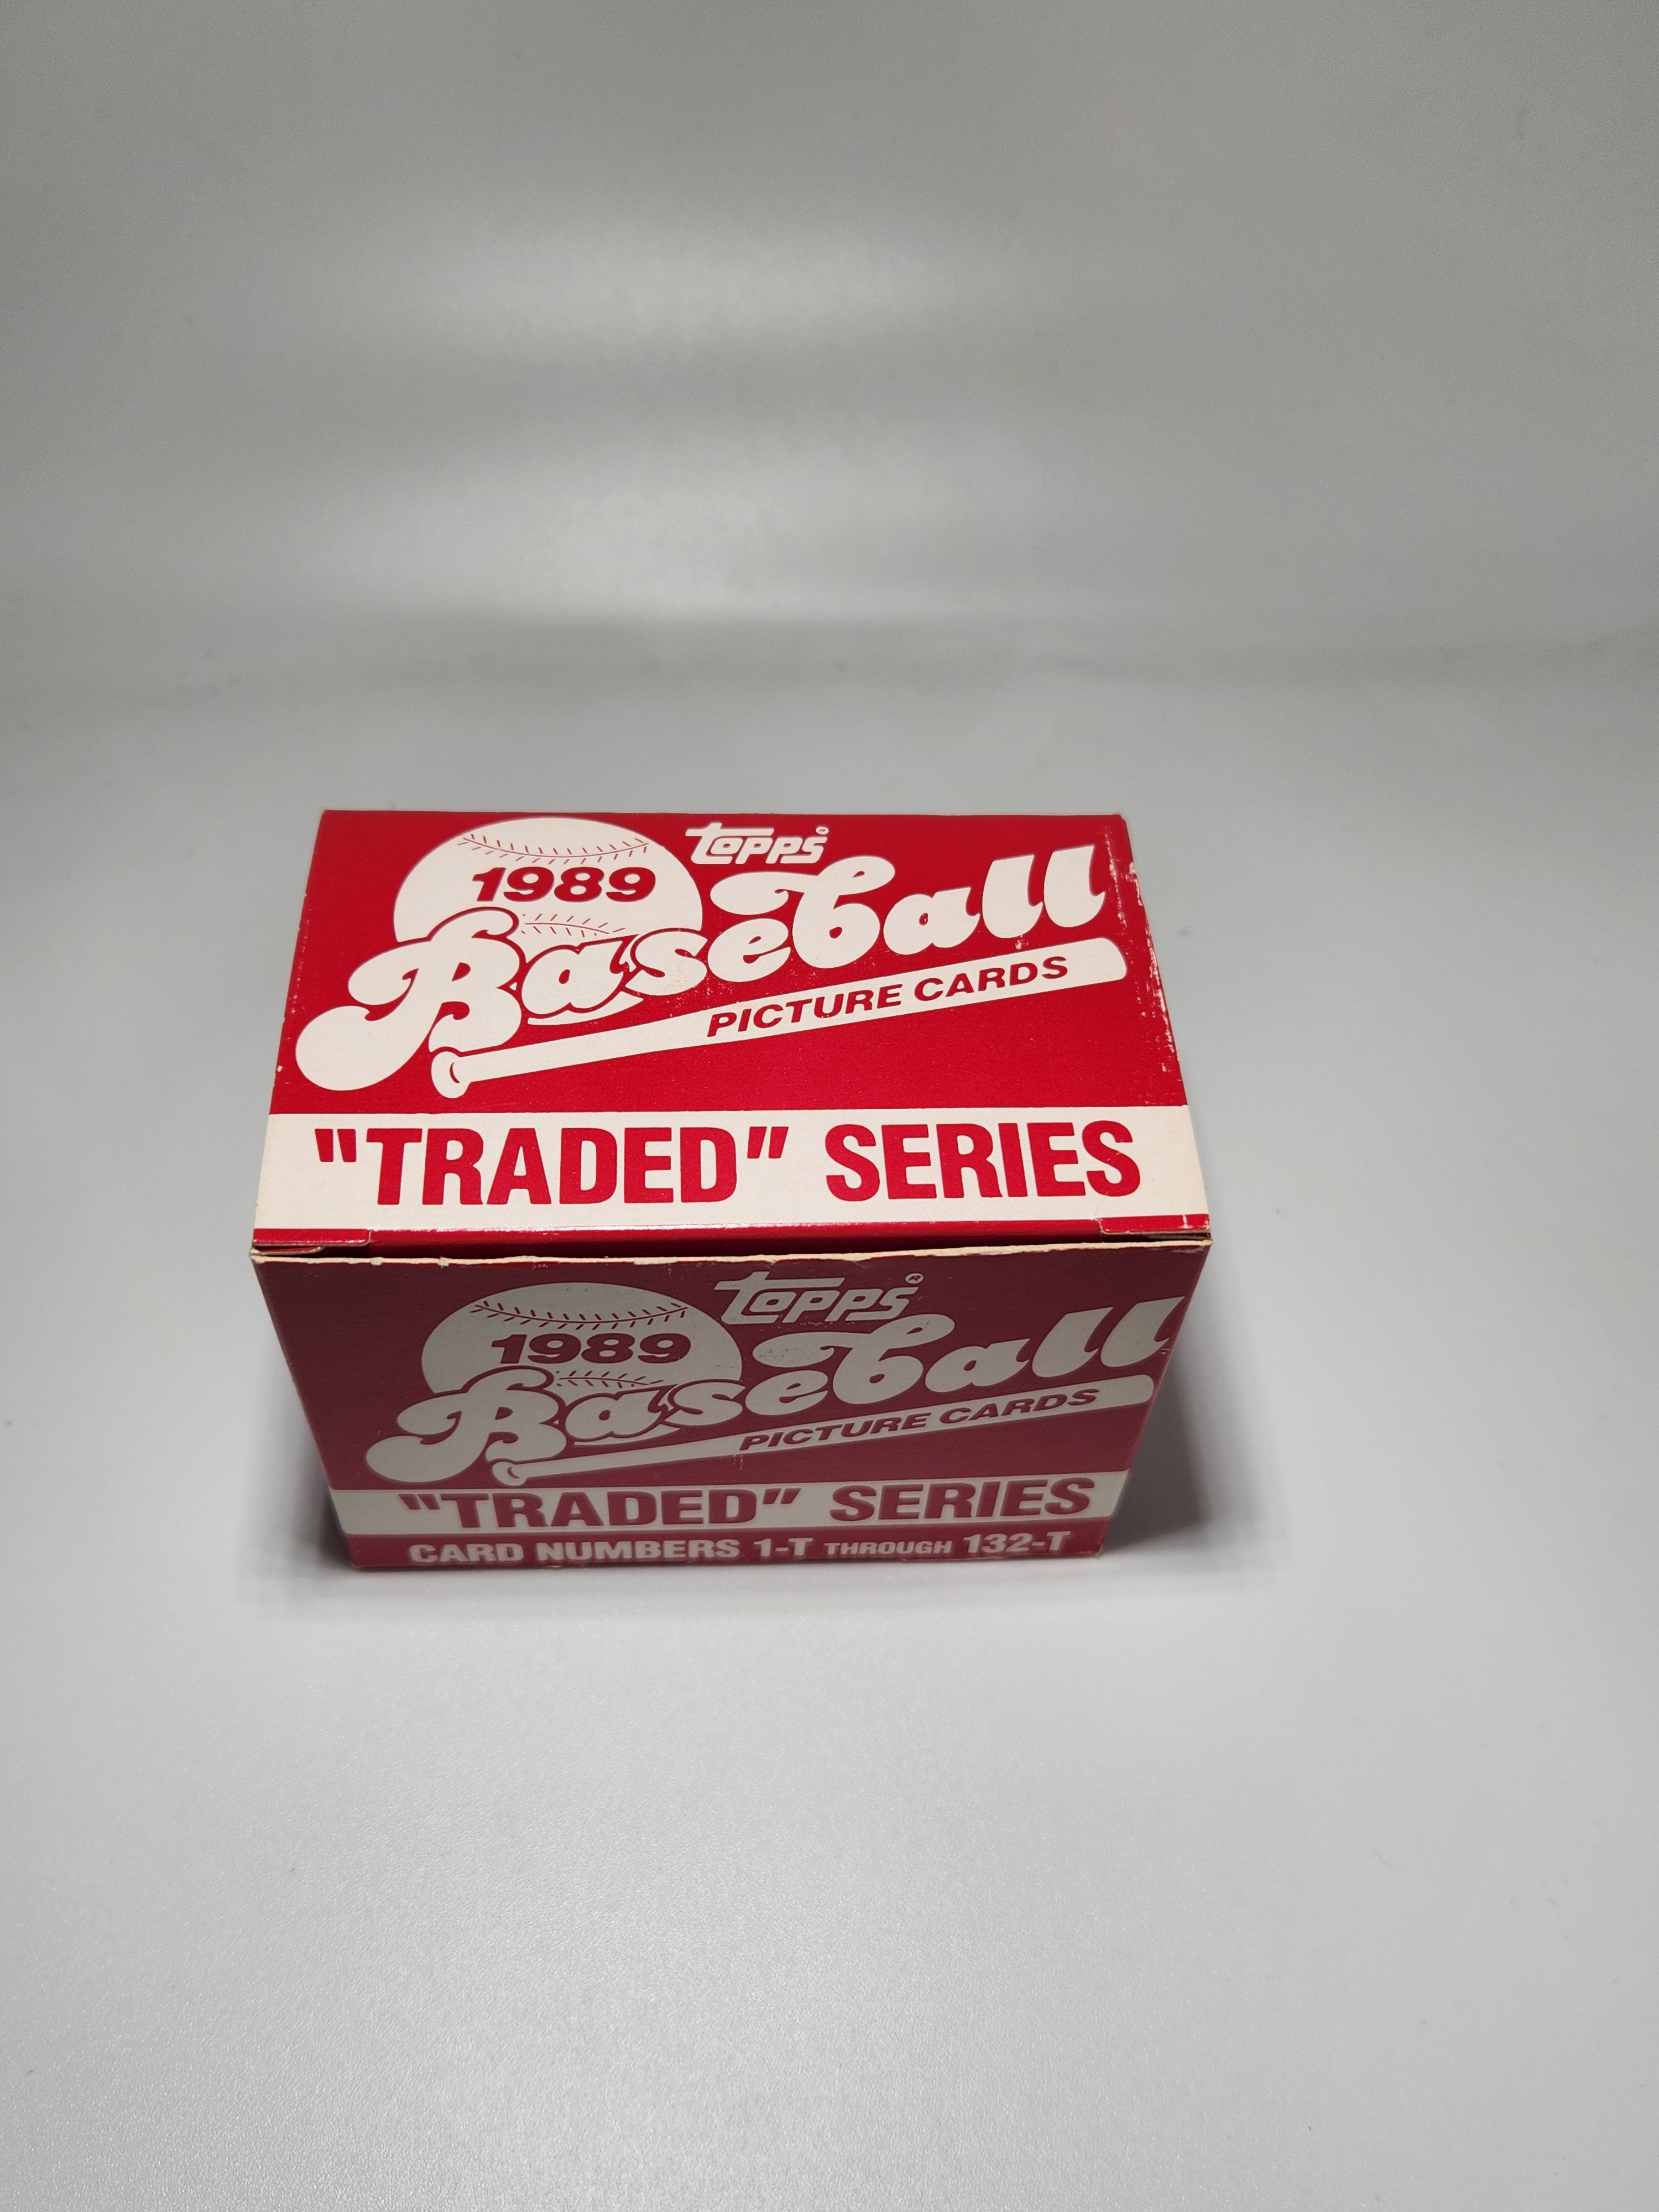 topps®
1989
Baseball
PICTURE CARDS
"TRADED" SERIES
topps®
1989
Baseball
PICTURE CARDS
"TRADED" SERIES
CARD NUMBERS 1-T THROUGH 132-T